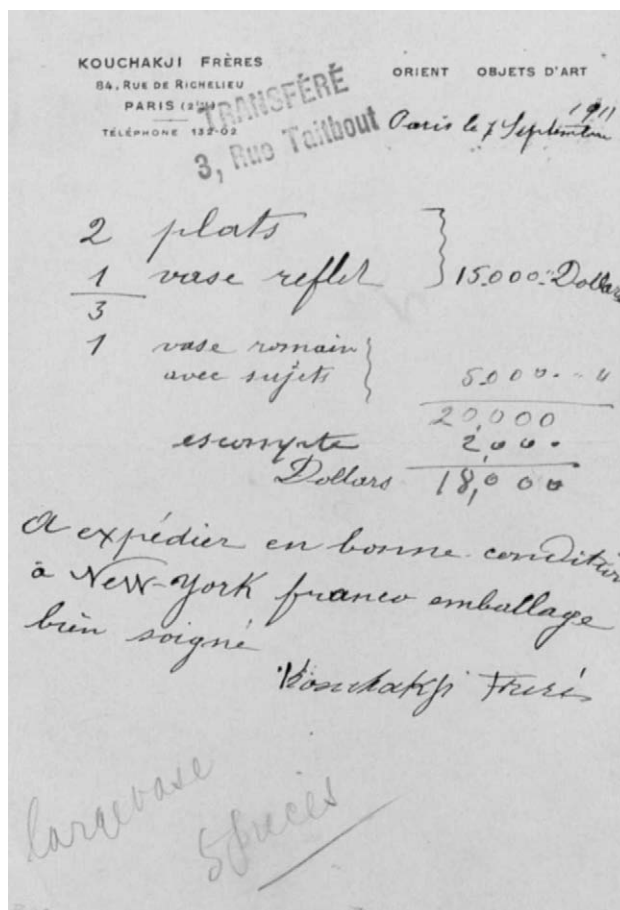 KOUCHAKJI FRÈRES
84, RUE DE RICHELIEU
PARIS (2ᵉ)
TÉLÉPHONE 132-02
ORIENT OBJETS D'ART
TRANSFÉRÉ
3, Rue Taitbout
1911
Paris le 7 Septembre
2 plats
1 vase reflet 15.000. Dollars
3
1 vase romain
avec sujets 5000. "
20,000
escompte 2,000
Dollars 18,000
A expédier en bonne condition
à New-York franco emballage
bien soigné
Kouchakji Frères
large vase
5 pieces